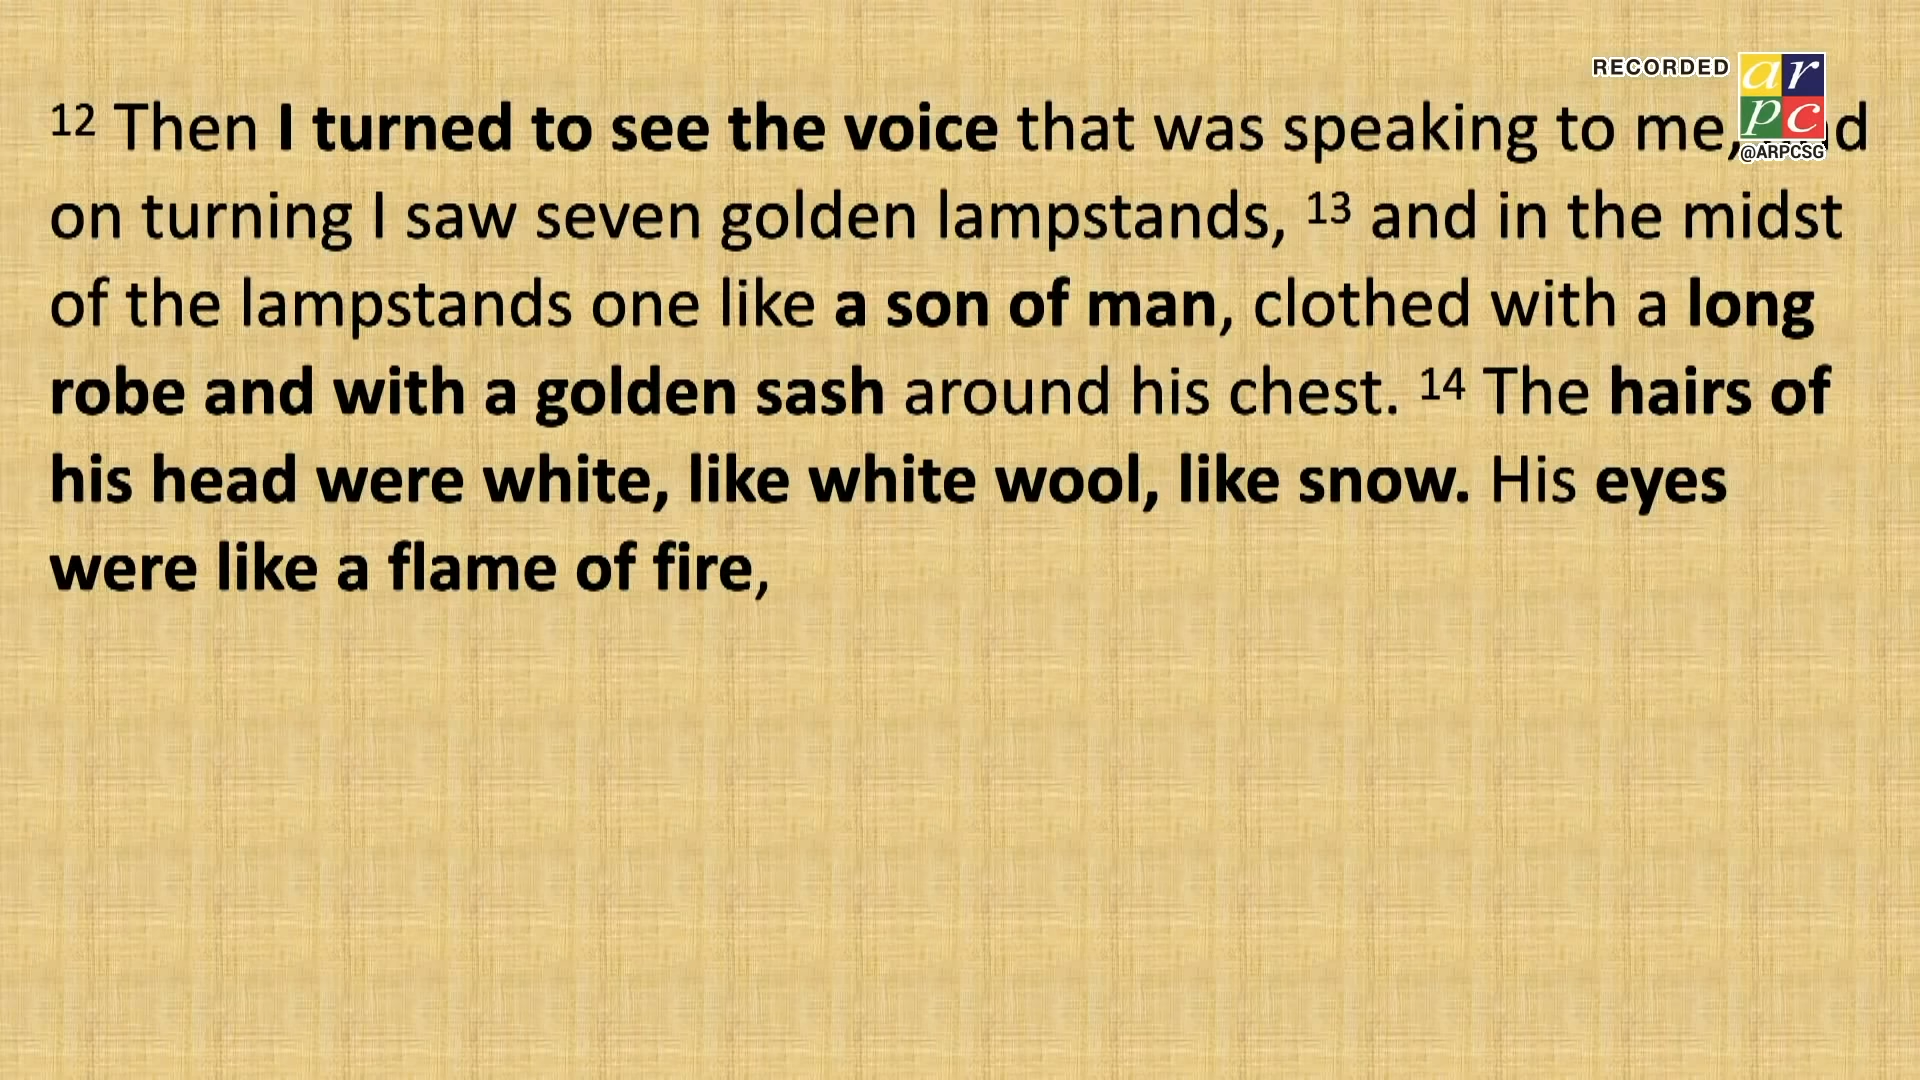 RECORDED
ar
pc
@ARPCSG
12 Then I turned to see the voice that was speaking to me,
on turning I saw seven golden lampstands, 13 and in the midst
of the lampstands one like a son of man, clothed with a long
robe and with a golden sash around his chest. 14 The hairs of
his head were white, like white wool, like snow. His eyes
were like a flame of fire,